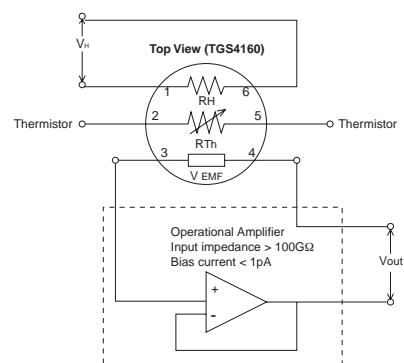 VH
Top View (TGS4160)
1
6
RH
Thermistor
2
5
Thermistor
RTh
3
4
V EMF
Operational Amplifier
Input impedance > 100GΩ
Bias current < 1pA
Vout
+
-